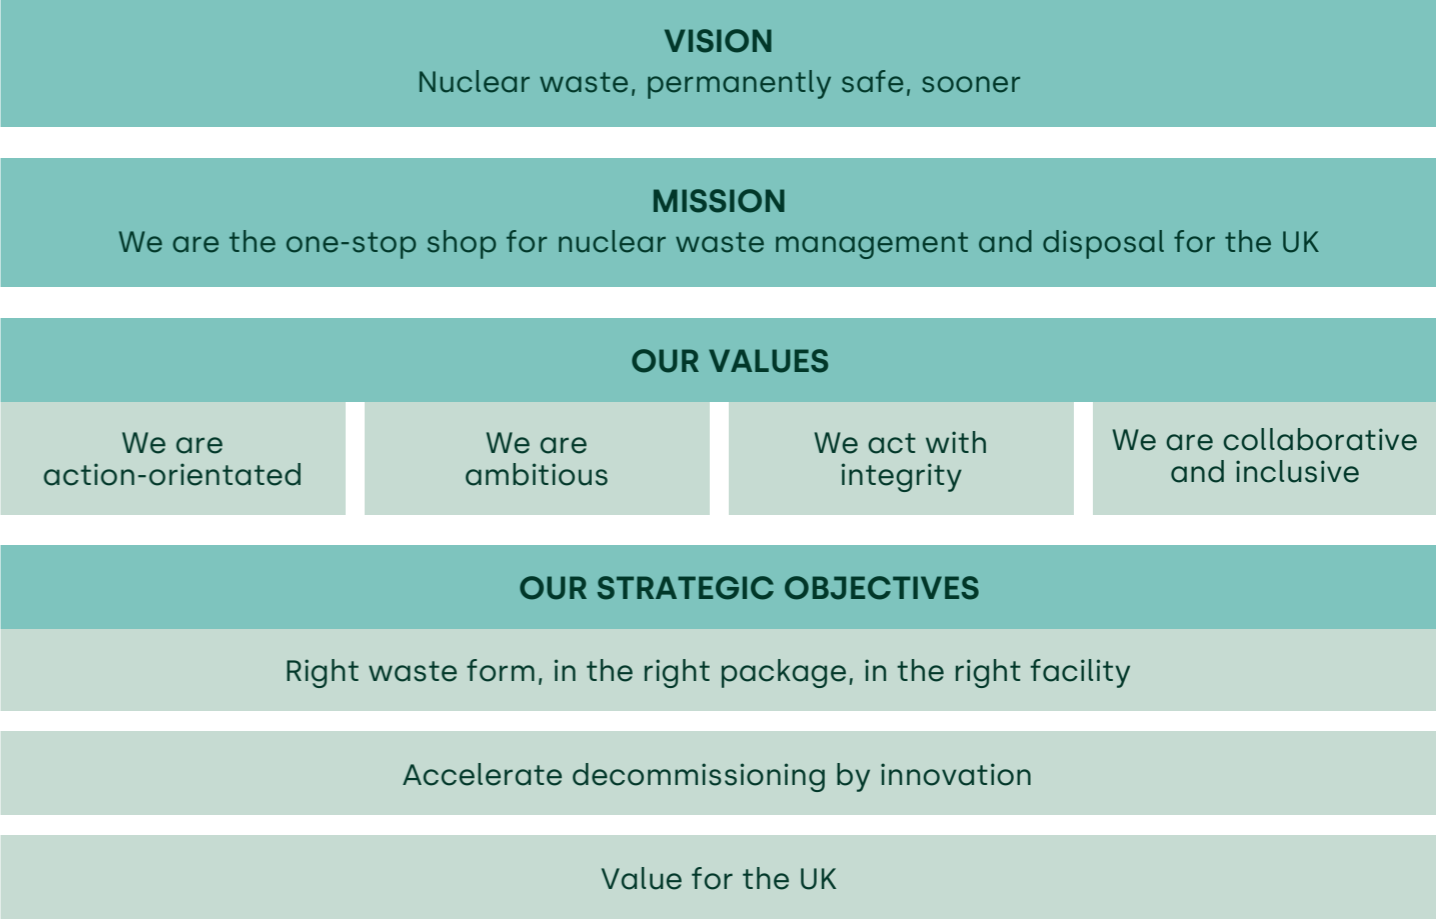 VISION
Nuclear waste, permanently safe, sooner
MISSION
We are the one-stop shop for nuclear waste management and disposal for the UK
OUR VALUES
We are
action-orientated
We are
ambitious
We act with
integrity
We are collaborative
and inclusive
OUR STRATEGIC OBJECTIVES
Right waste form, in the right package, in the right facility
Accelerate decommissioning by innovation
Value for the UK